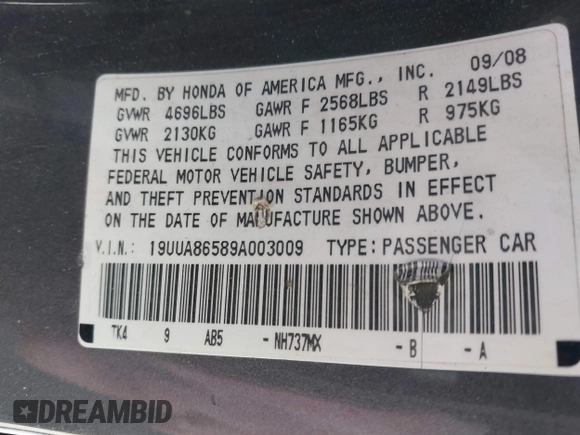 09/08
MFD. BY HONDA OF AMERICA MFG., INC.
GVWR 4696LBS GAWR F 2568LBS R 2149LBS
GVWR 2130KG GAWR F 1165KG R 975KG
THIS VEHICLE CONFORMS TO ALL APPLICABLE
FEDERAL MOTOR VEHICLE SAFETY, BUMPER,
AND THEFT PREVENTION STANDARDS IN EFFECT
ON THE DATE OF MANUFACTURE SHOWN ABOVE.
V.I.N.: 19UUA86589A003009 TYPE: PASSENGER CAR
TK4 9 AB5 - NH737MX - B - A
DREAMBID